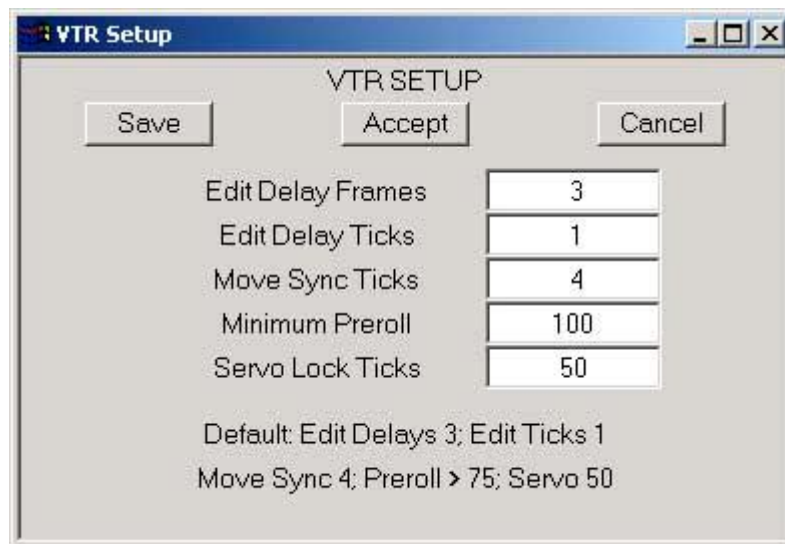 VTR Setup
VTR SETUP
Save Accept Cancel
Edit Delay Frames 3
Edit Delay Ticks 1
Move Sync Ticks 4
Minimum Preroll 100
Servo Lock Ticks 50
Default: Edit Delays 3; Edit Ticks 1
Move Sync 4; Preroll > 75; Servo 50